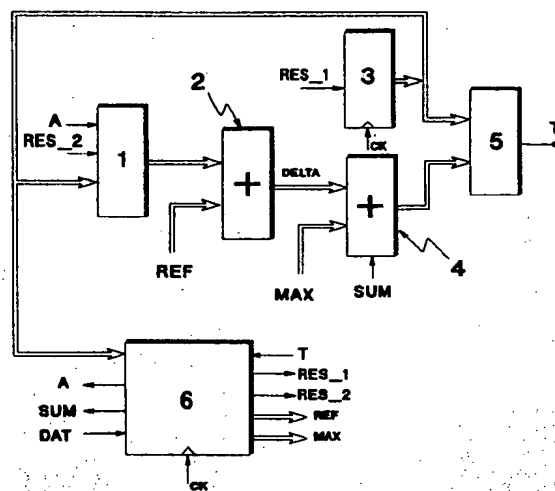 2
RES_1
3
CK
A
RES_2
1
+
DELTA
+
5
T
REF
MAX
SUM
4
T
A
RES_1
SUM
6
RES_2
REF
DAT
MAX
CK